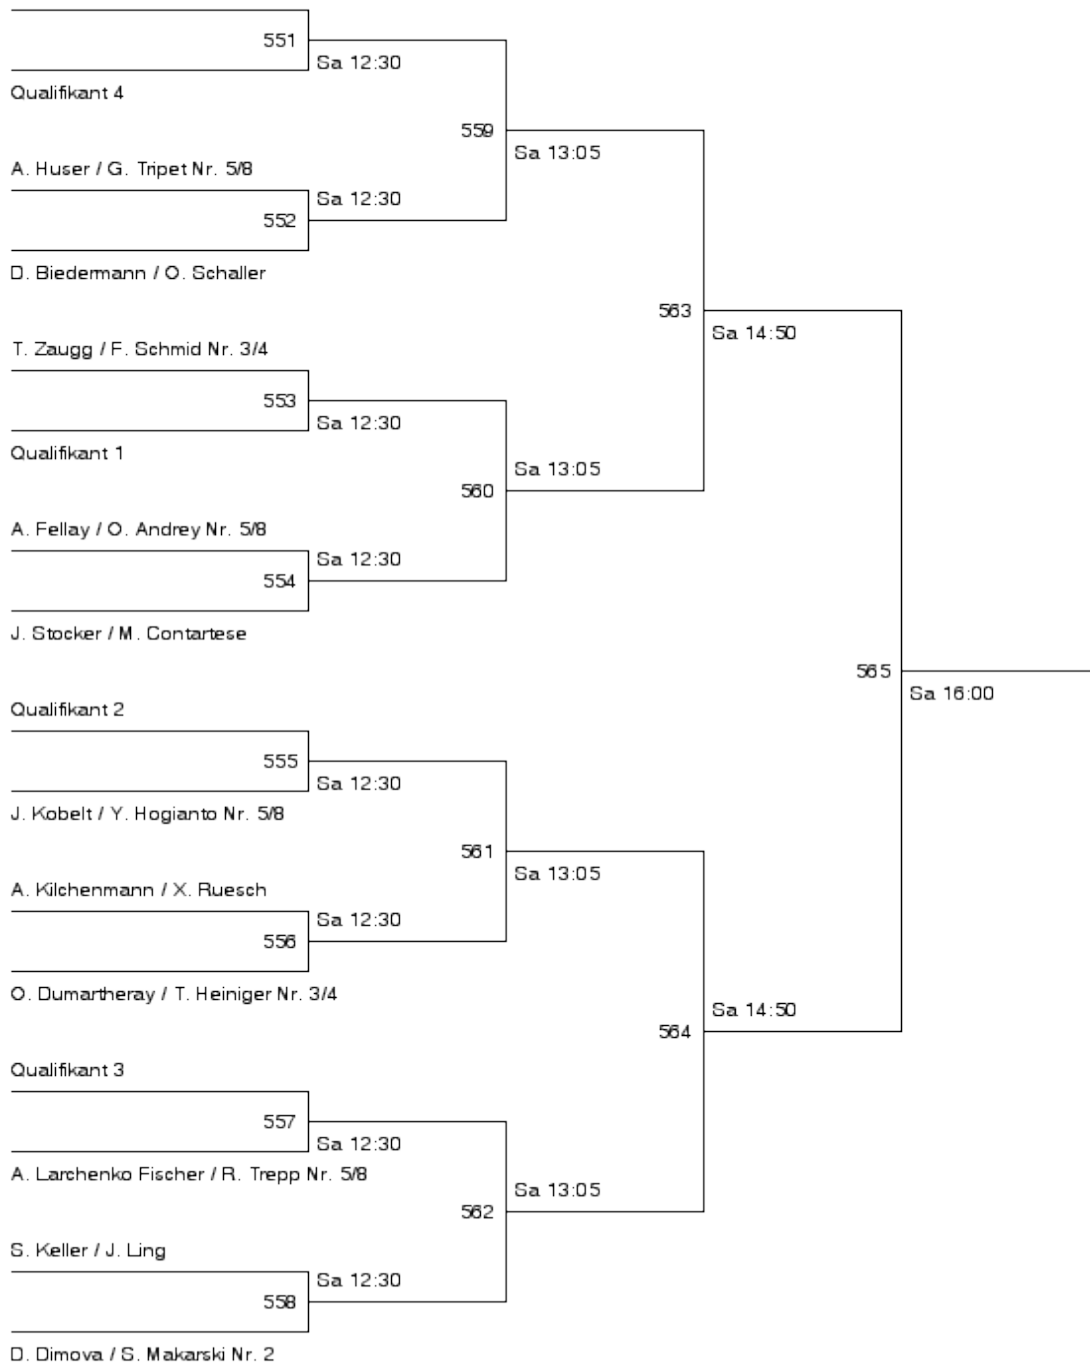 551
Sa 12:30
Qualifikant 4
559
Sa 13:05
A. Huser / G. Tripet Nr. 5/8
Sa 12:30
552
D. Biedermann / O. Schaller
563
Sa 14:50
T. Zaugg / F. Schmid Nr. 3/4
553
Sa 12:30
Qualifikant 1
Sa 13:05
560
A. Fellay / O. Andrey Nr. 5/8
Sa 12:30
554
J. Stocker / M. Contartese
565
Sa 16:00
Qualifikant 2
555
Sa 12:30
J. Kobelt / Y. Hogianto Nr. 5/8
561
Sa 13:05
A. Kilchenmann / X. Ruesch
Sa 12:30
556
O. Dumartheray / T. Heiniger Nr. 3/4
Sa 14:50
564
Qualifikant 3
557
Sa 12:30
A. Larchenko Fischer / R. Trepp Nr. 5/8
Sa 13:05
562
S. Keller / J. Ling
Sa 12:30
558
D. Dimova / S. Makarski Nr. 2